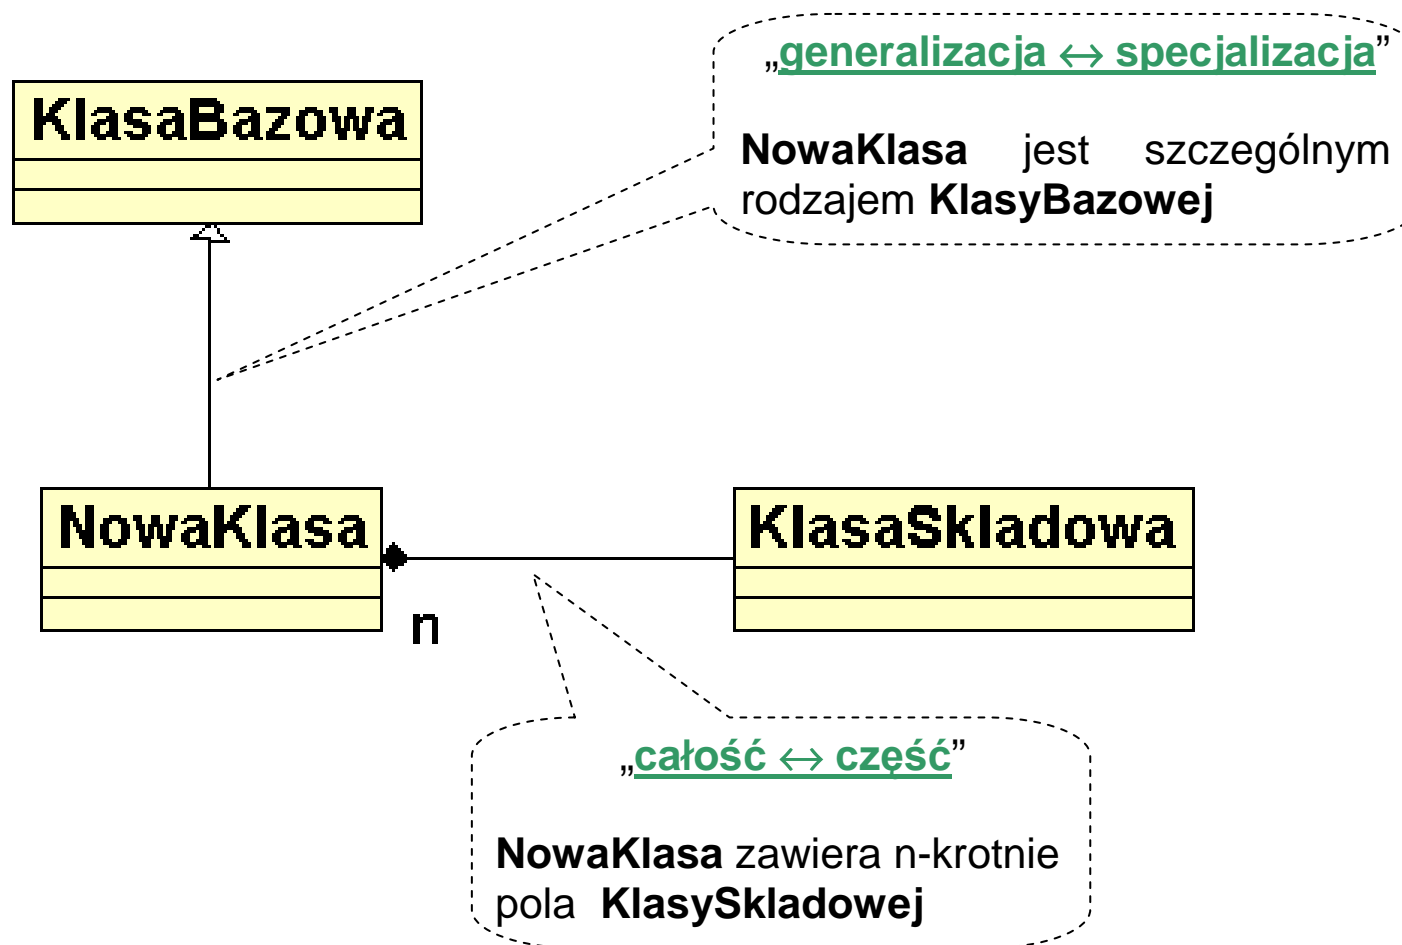 „generalizacja ↔ specjalizacja”
KlasaBazowa
NowaKlasa jest szczególnym
rodzajem KlasyBazowej
NowaKlasa
KlasaSkladowa
n
„całość ↔ część”
NowaKlasa zawiera n-krotnie
pola KlasySkladowej